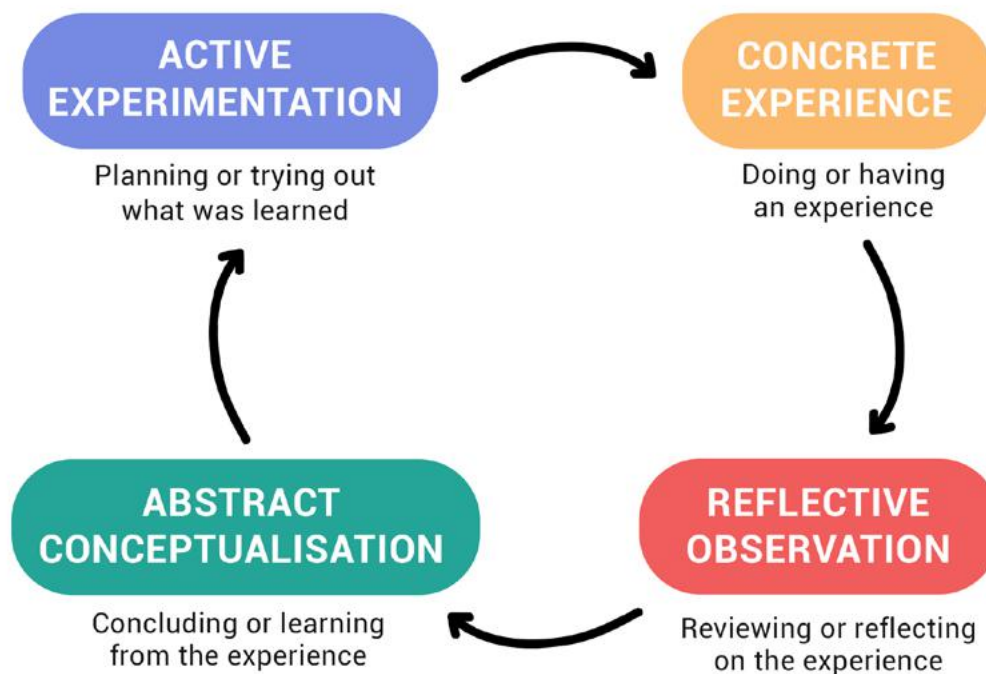 ACTIVE
EXPERIMENTATION
Planning or trying out
what was learned
CONCRETE
EXPERIENCE
Doing or having
an experience
REFLECTIVE
OBSERVATION
Reviewing or reflecting
on the experience
ABSTRACT
CONCEPTUALISATION
Concluding or learning
from the experience